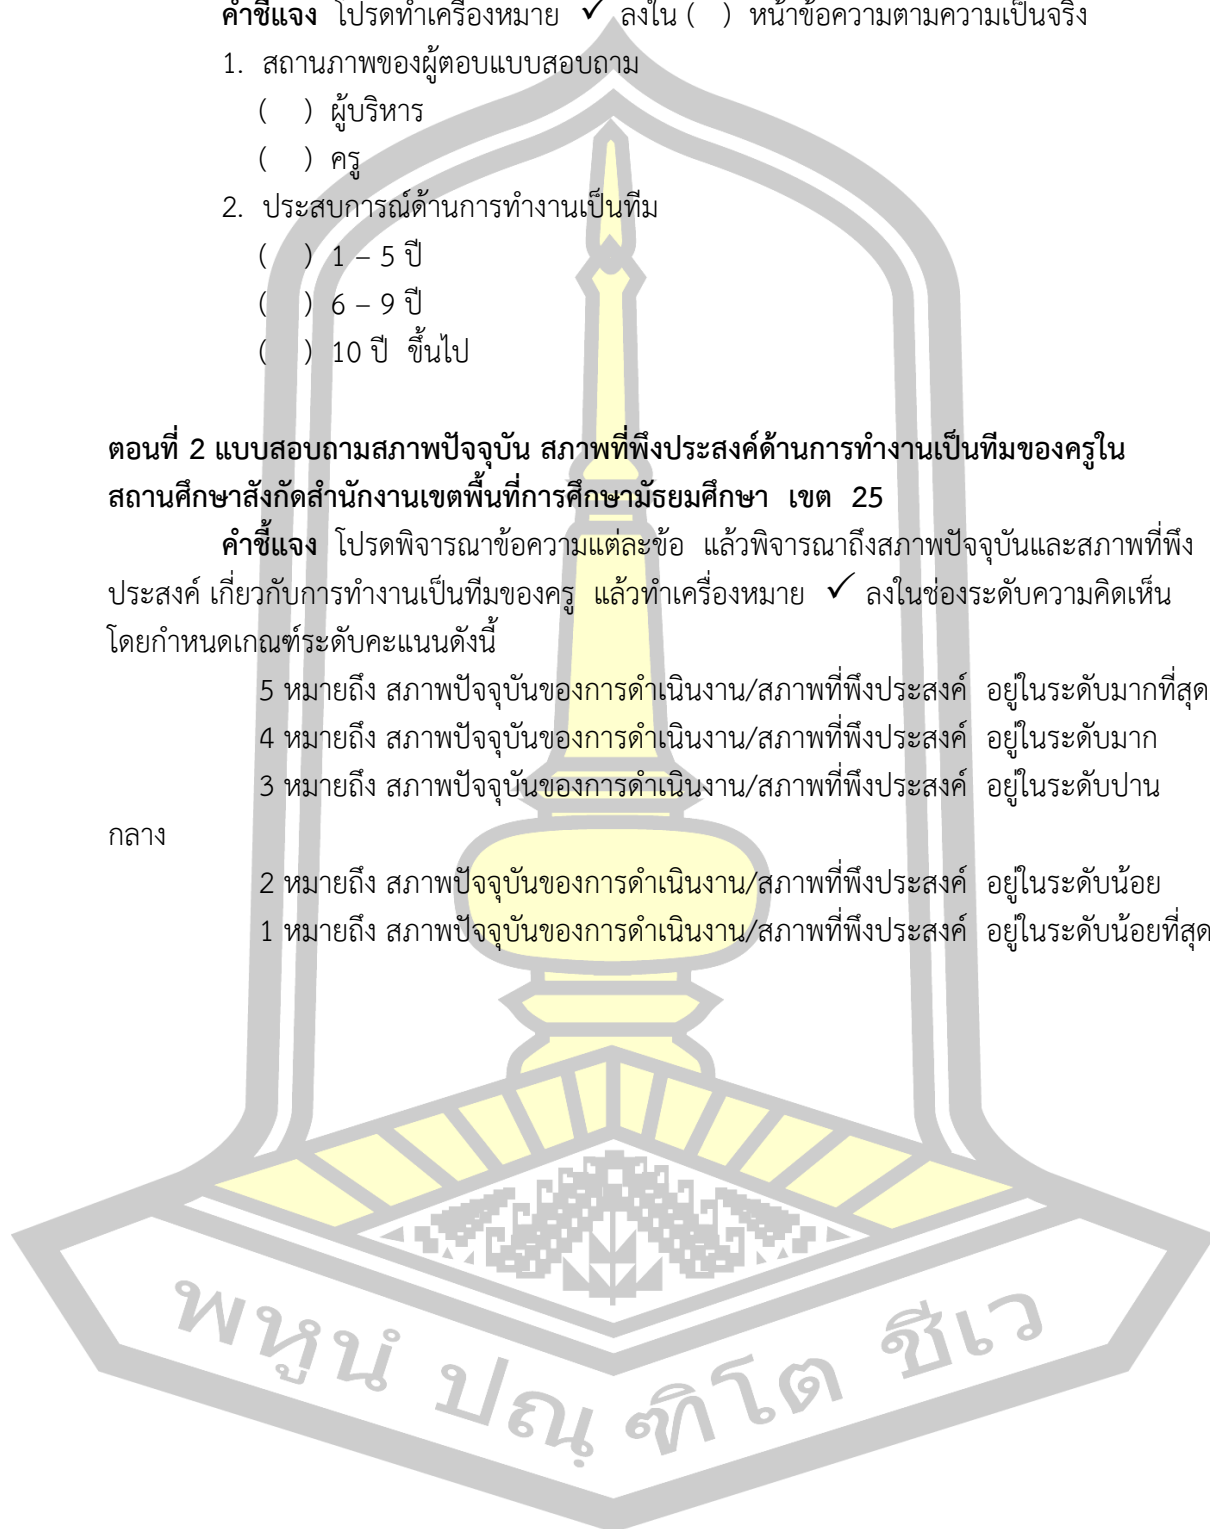 คำชี้แจง โปรดทำเครื่องหมาย ✓ ลงใน ( ) หน้าข้อความตามความเป็นจริง
1. สถานภาพของผู้ตอบแบบสอบถาม
( ) ผู้บริหาร
( ) ครู
2. ประสบการณ์ด้านการทำงานเป็นทีม
( ) 1 – 5 ปี
( ) 6 – 9 ปี
( ) 10 ปี ขึ้นไป
ตอนที่ 2 แบบสอบถามสภาพปัจจุบัน สภาพที่พึงประสงค์ด้านการทำงานเป็นทีมของครูใน
สถานศึกษาสังกัดสำนักงานเขตพื้นที่การศึกษามัธยมศึกษา เขต 25
คำชี้แจง โปรดพิจารณาข้อความแต่ละข้อ แล้วพิจารณาถึงสภาพปัจจุบันและสภาพที่พึง
ประสงค์ เกี่ยวกับการทำงานเป็นทีมของครู แล้วทำเครื่องหมาย ✓ ลงในช่องระดับความคิดเห็น
โดยกำหนดเกณฑ์ระดับคะแนนดังนี้
5 หมายถึง สภาพปัจจุบันของการดำเนินงาน/สภาพที่พึงประสงค์ อยู่ในระดับมากที่สุด
4 หมายถึง สภาพปัจจุบันของการดำเนินงาน/สภาพที่พึงประสงค์ อยู่ในระดับมาก
3 หมายถึง สภาพปัจจุบันของการดำเนินงาน/สภาพที่พึงประสงค์ อยู่ในระดับปาน
กลาง
2 หมายถึง สภาพปัจจุบันของการดำเนินงาน/สภาพที่พึงประสงค์ อยู่ในระดับน้อย
1 หมายถึง สภาพปัจจุบันของการดำเนินงาน/สภาพที่พึงประสงค์ อยู่ในระดับน้อยที่สุด
พหูนํ ปณฺฑิโต ชีเว